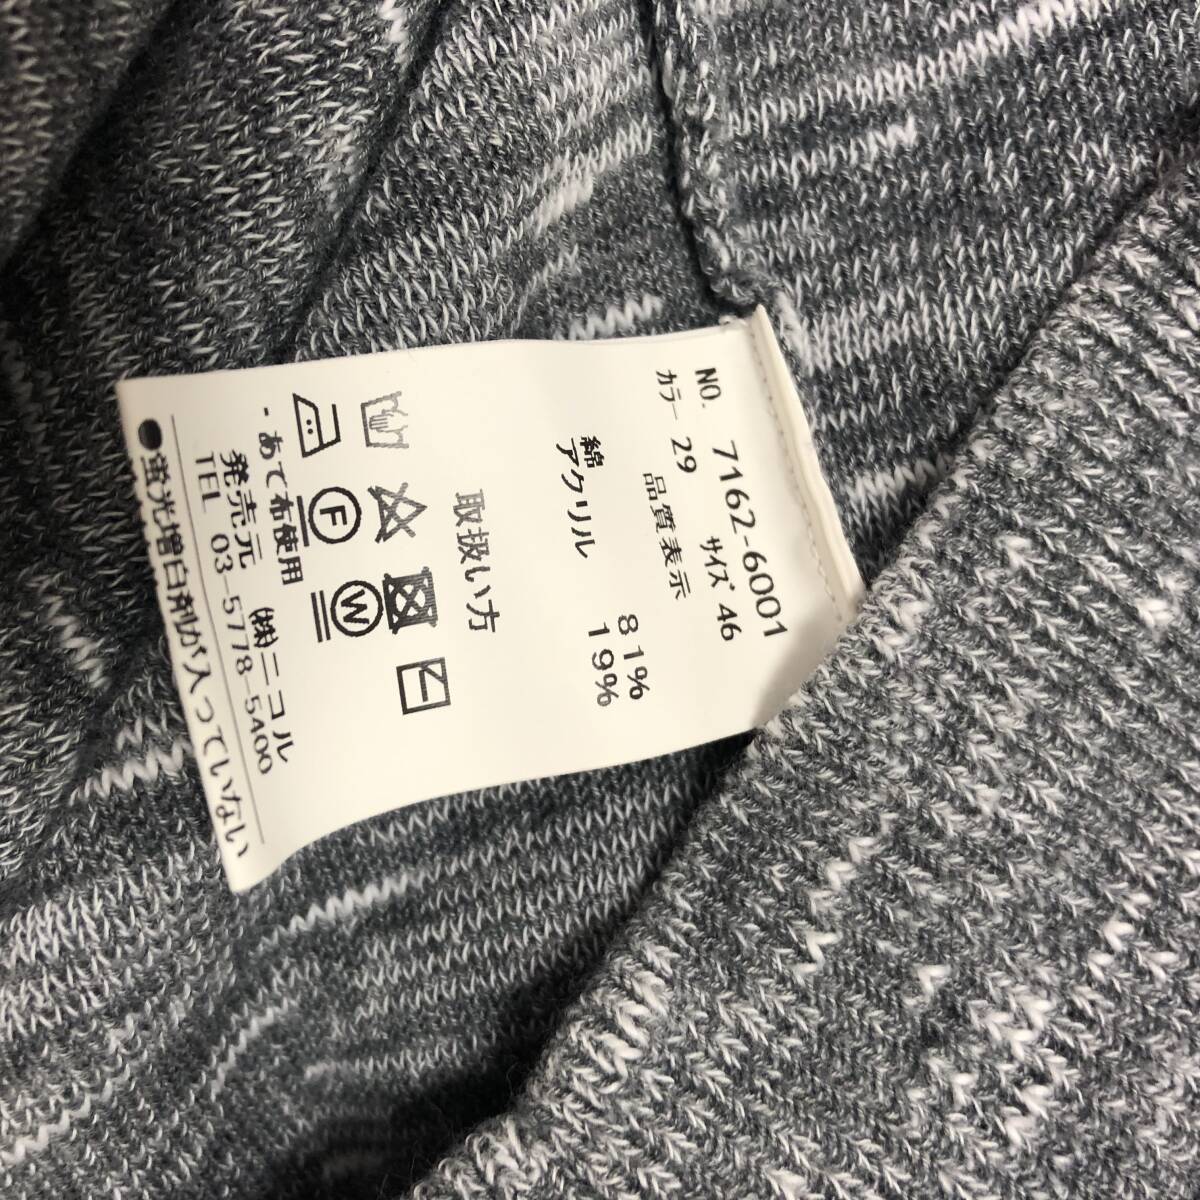 NO. 7162-6001
カラー 29 サイズ 46
品質表示
綿 81%
アクリル 19%
取扱い方
F W
・あて布使用
発売元 ㈱ニコル
TEL 03-5778-5400
●蛍光増白剤が入っていない